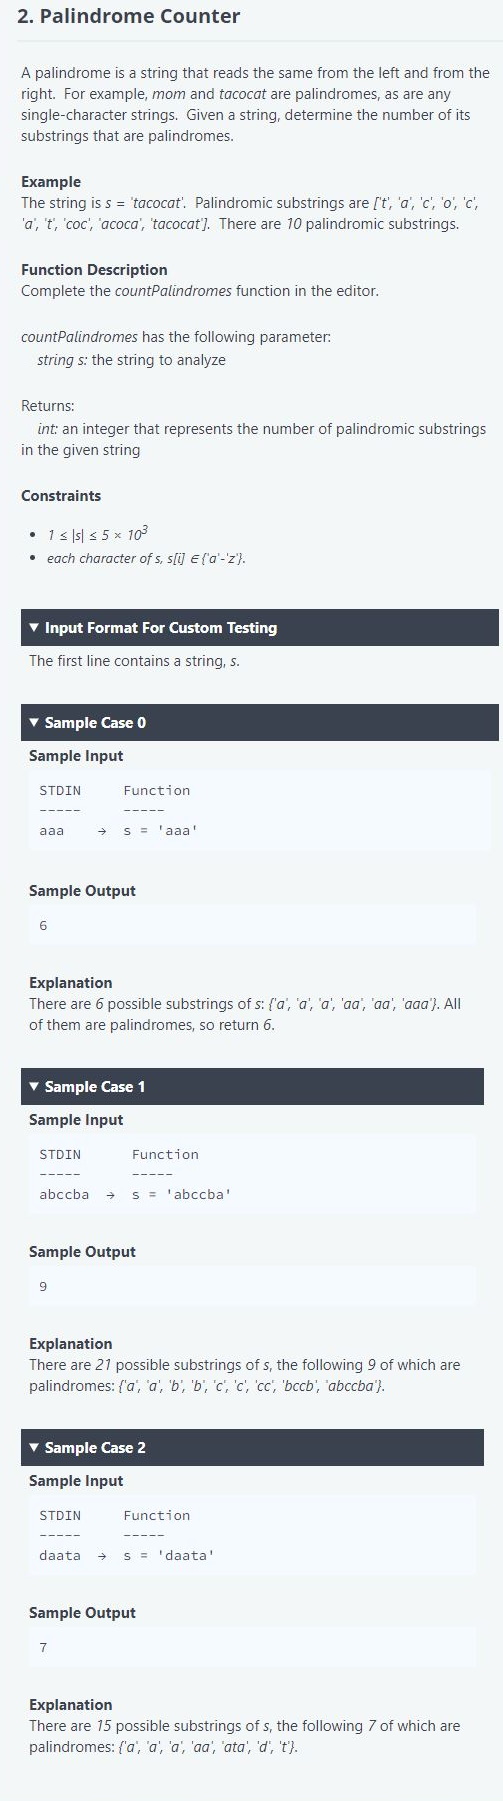 2. Palindrome Counter
A palindrome is a string that reads the same from the left and from the
right. For example, mom and tacocat are palindromes, as are any
single-character strings. Given a string, determine the number of its
substrings that are palindromes.
Example
The string is s = 'tacocat'. Palindromic substrings are ['t', 'a', 'c', 'o', 'c',
'a', 't', 'coc', 'acoca', 'tacocat']. There are 10 palindromic substrings.
Function Description
Complete the countPalindromes function in the editor.
countPalindromes has the following parameter:
string s: the string to analyze
Returns:
int: an integer that represents the number of palindromic substrings
in the given string
Constraints
• 1 ≤ |s| ≤ 5 × 10³
• each character of s, s[i] ∈ {'a'-'z'}.
▼ Input Format For Custom Testing
The first line contains a string, s.
▼ Sample Case 0
Sample Input
STDIN Function
----- -----
aaa → s = 'aaa'
Sample Output
6
Explanation
There are 6 possible substrings of s: {'a', 'a', 'a', 'aa', 'aa', 'aaa'}. All
of them are palindromes, so return 6.
▼ Sample Case 1
Sample Input
STDIN Function
----- -----
abccba → s = 'abccba'
Sample Output
9
Explanation
There are 21 possible substrings of s, the following 9 of which are
palindromes: {'a', 'a', 'b', 'b', 'c', 'c', 'cc', 'bccb', 'abccba'}.
▼ Sample Case 2
Sample Input
STDIN Function
----- -----
daata → s = 'daata'
Sample Output
7
Explanation
There are 15 possible substrings of s, the following 7 of which are
palindromes: {'a', 'a', 'a', 'aa', 'ata', 'd', 't'}.